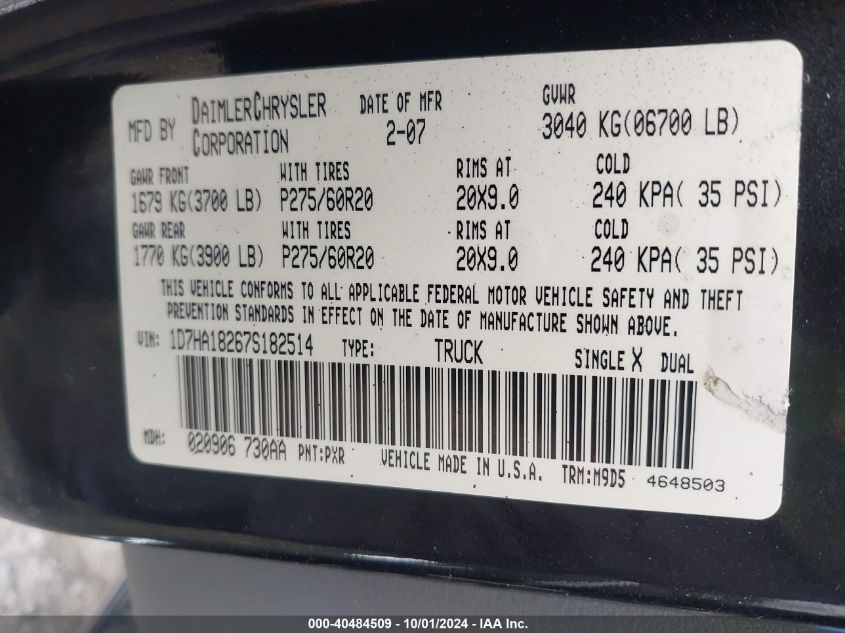 MFD BY DAIMLERCHRYSLER CORPORATION DATE OF MFR 2-07 GVWR 3040 KG(06700 LB)
GAWR FRONT WITH TIRES RIMS AT COLD
1679 KG(3700 LB) P275/60R20 20X9.0 240 KPA( 35 PSI)
GAWR REAR WITH TIRES RIMS AT COLD
1770 KG(3900 LB) P275/60R20 20X9.0 240 KPA( 35 PSI)
THIS VEHICLE CONFORMS TO ALL APPLICABLE FEDERAL MOTOR VEHICLE SAFETY AND THEFT
PREVENTION STANDARDS IN EFFECT ON THE DATE OF MANUFACTURE SHOWN ABOVE.
VIN: 1D7HA18267S182514 TYPE: TRUCK SINGLE X DUAL
MDH: 020906 730AA PNT:PXR VEHICLE MADE IN U.S.A. TRM:M9D5 4648503
000-40484509 - 10/01/2024 - IAA Inc.